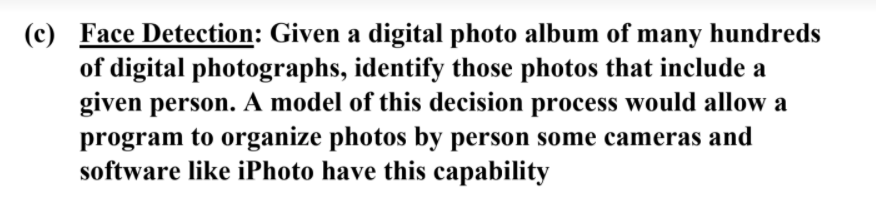 (c) Face Detection: Given a digital photo album of many hundreds
of digital photographs, identify those photos that include a
given person. A model of this decision process would allow a
program to organize photos by person some cameras and
software like iPhoto have this capability